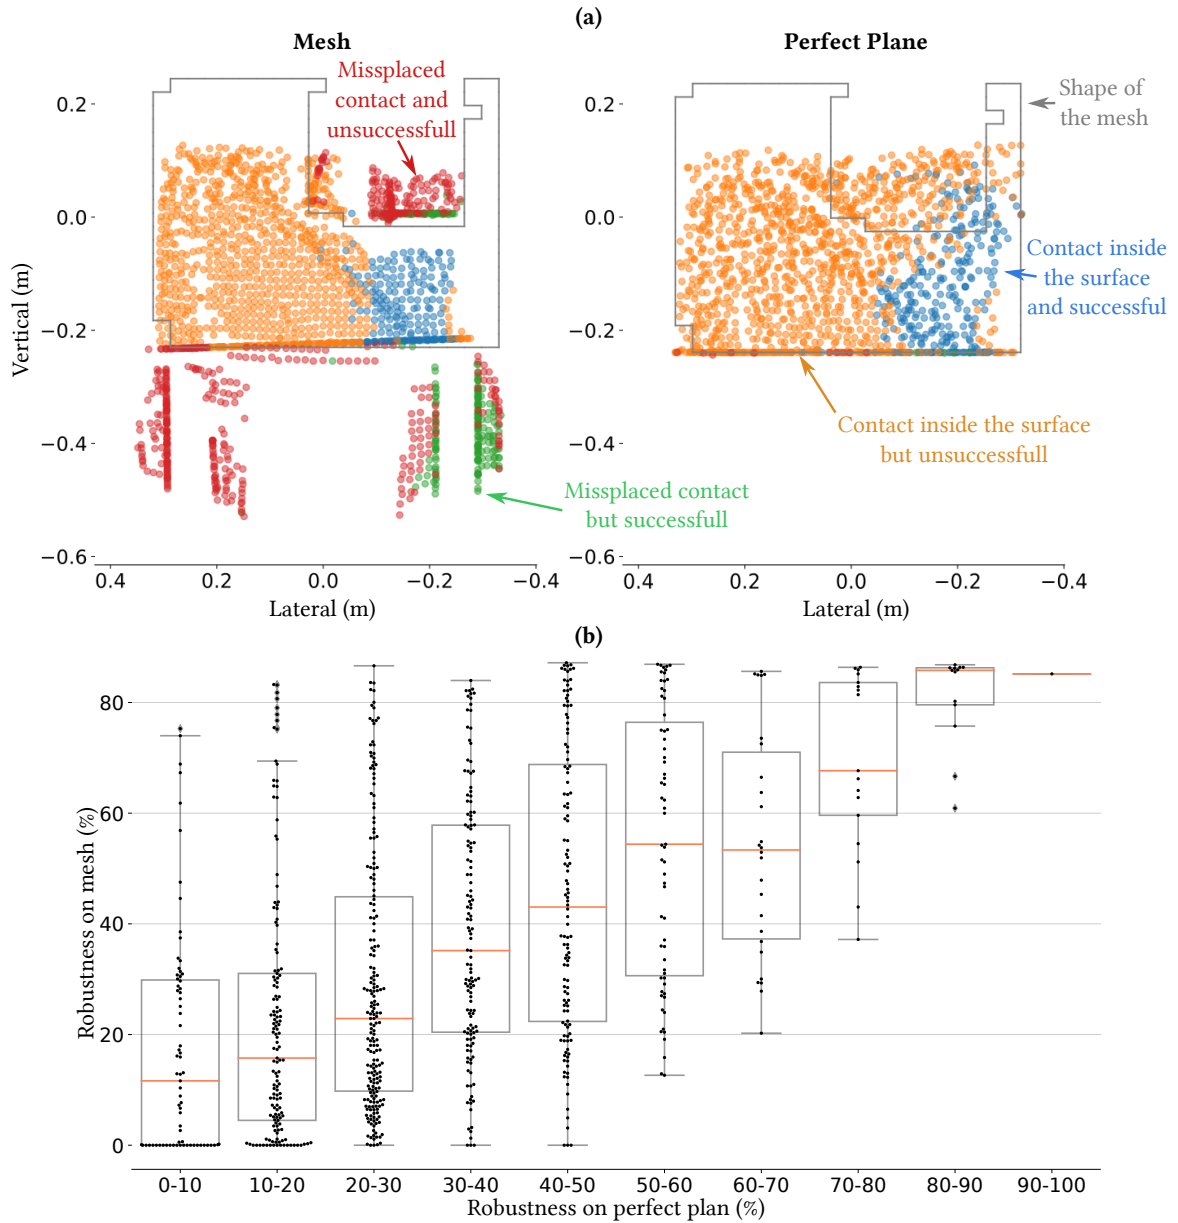 (a)
Mesh
Perfect Plane
Missplaced
contact and
unsuccessfull
Shape of
the mesh
Contact inside
the surface
and successful
Contact inside the surface
but unsuccessfull
Missplaced contact
but successfull
Vertical (m)
0.2
0.0
−0.2
−0.4
−0.6
0.4 0.2 0.0 −0.2 −0.4
Lateral (m)
0.2
0.0
−0.2
−0.4
−0.6
0.4 0.2 0.0 −0.2 −0.4
Lateral (m)
(b)
Robustness on mesh (%)
80
60
40
20
0
0-10 10-20 20-30 30-40 40-50 50-60 60-70 70-80 80-90 90-100
Robustness on perfect plan (%)